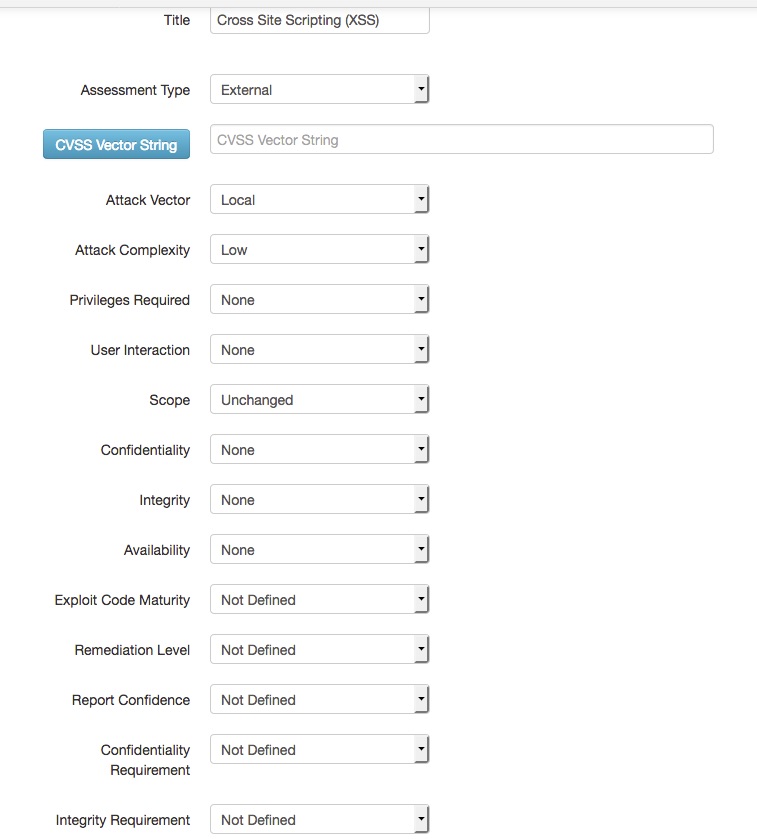 Title Cross Site Scripting (XSS)
Assessment Type External
CVSS Vector String CVSS Vector String
Attack Vector Local
Attack Complexity Low
Privileges Required None
User Interaction None
Scope Unchanged
Confidentiality None
Integrity None
Availability None
Exploit Code Maturity Not Defined
Remediation Level Not Defined
Report Confidence Not Defined
Confidentiality Not Defined
Requirement
Integrity Requirement Not Defined